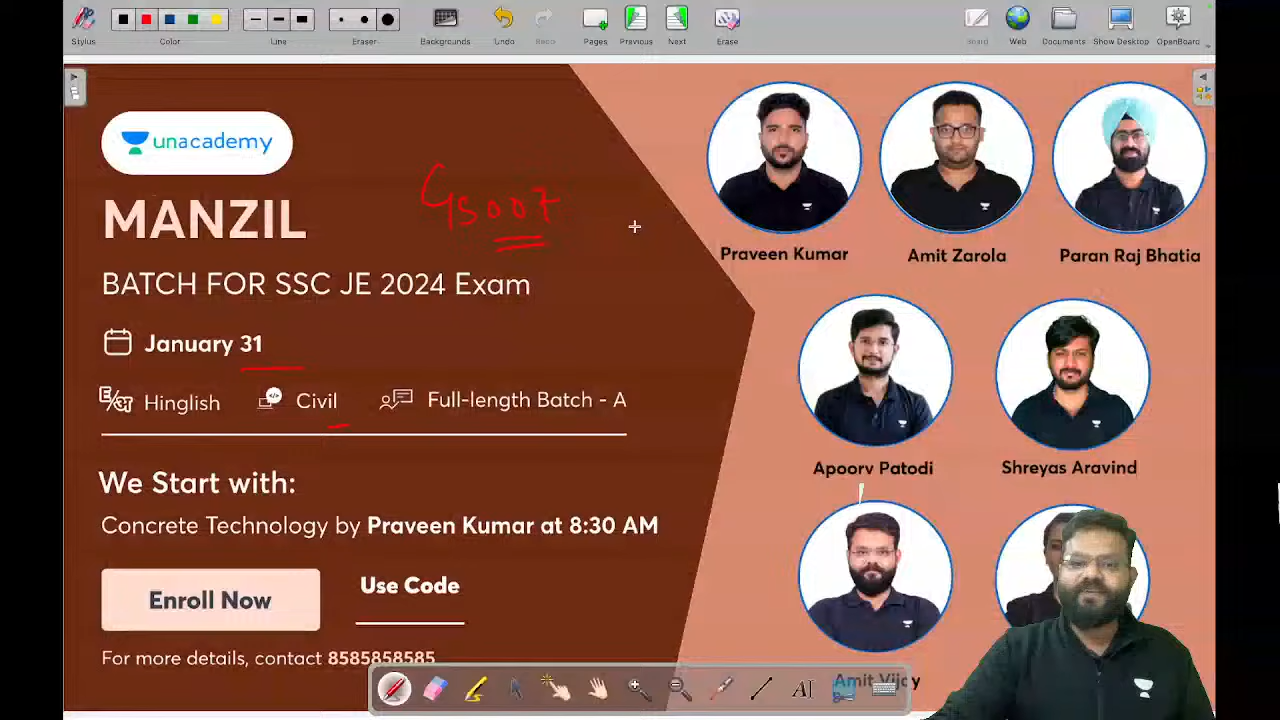 Stylus
Color
Line
Eraser
Backgrounds
Undo
Redo
Pages
Previous
Next
Erase
Board
Web
Documents
Show Desktop
OpenBoard
unacademy
MANZIL
BATCH FOR SSC JE 2024 Exam
January 31
Hinglish
Civil
Full-length Batch - A
We Start with:
Concrete Technology by Praveen Kumar at 8:30 AM
Enroll Now
Use Code
For more details, contact 8585858585
Praveen Kumar
Amit Zarola
Paran Raj Bhatia
Apoorv Patodi
Shreyas Aravind
Amit Vijay